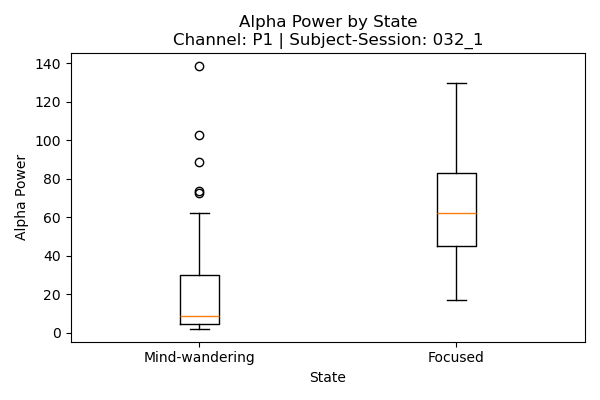 Alpha Power by State
Channel: P1 | Subject-Session: 032_1
140
120
100
80
60
40
20
0
Alpha Power
Mind-wandering
Focused
State